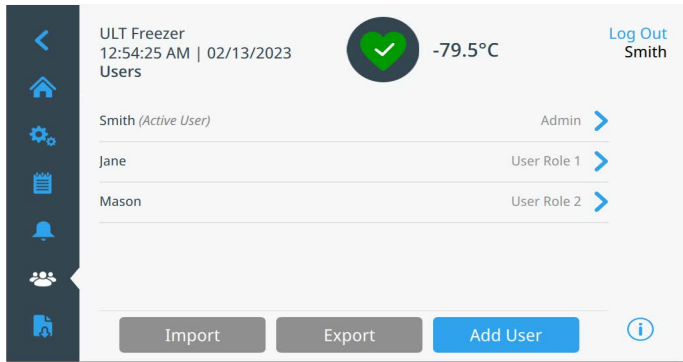 ULT Freezer
12:54:25 AM | 02/13/2023
Users
-79.5°C
Log Out
Smith
Smith (Active User) Admin
Jane User Role 1
Mason User Role 2
Import Export Add User